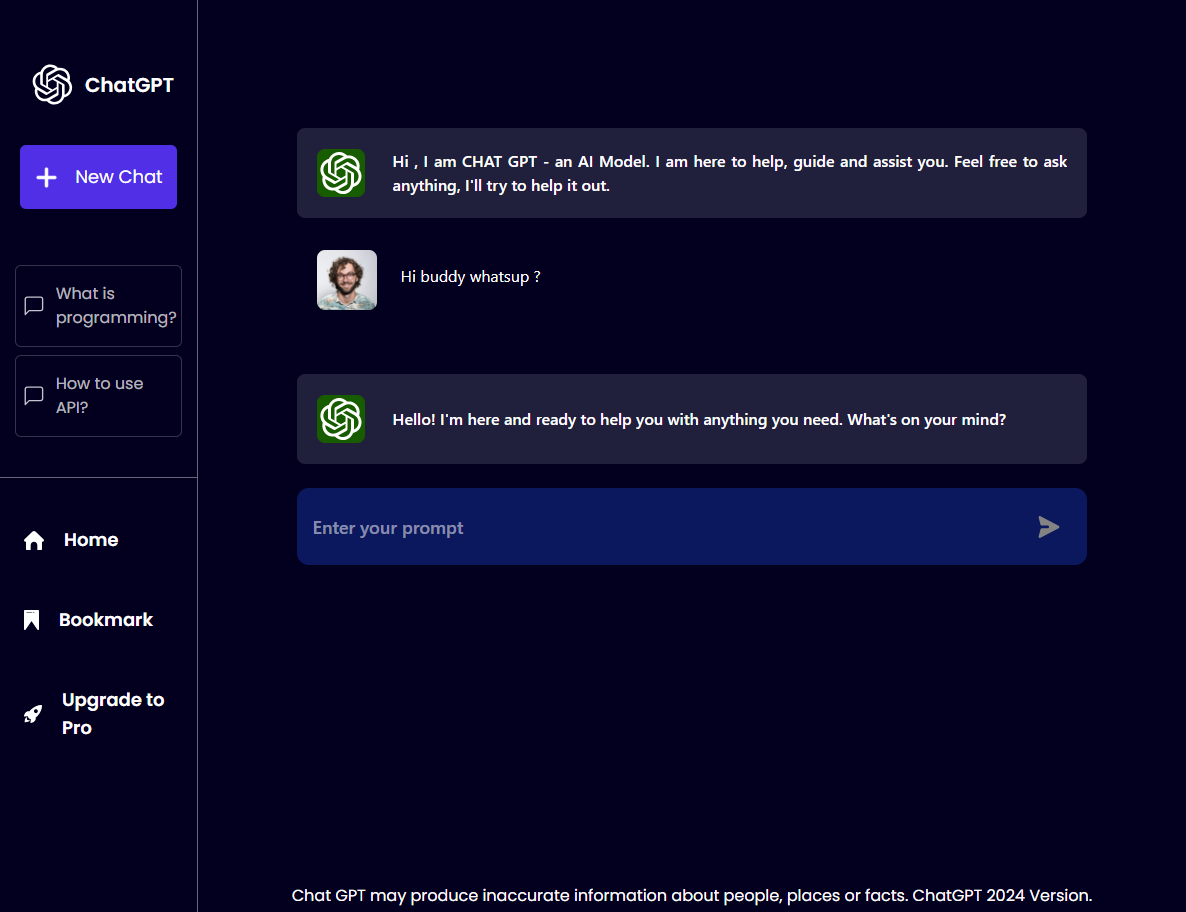 ChatGPT
New Chat
What is
programming?
How to use
API?
Home
Bookmark
Upgrade to
Pro
Hi , I am CHAT GPT - an AI Model. I am here to help, guide and assist you. Feel free to ask
anything, I'll try to help it out.
Hi buddy whatsup ?
Hello! I'm here and ready to help you with anything you need. What's on your mind?
Enter your prompt
Chat GPT may produce inaccurate information about people, places or facts. ChatGPT 2024 Version.